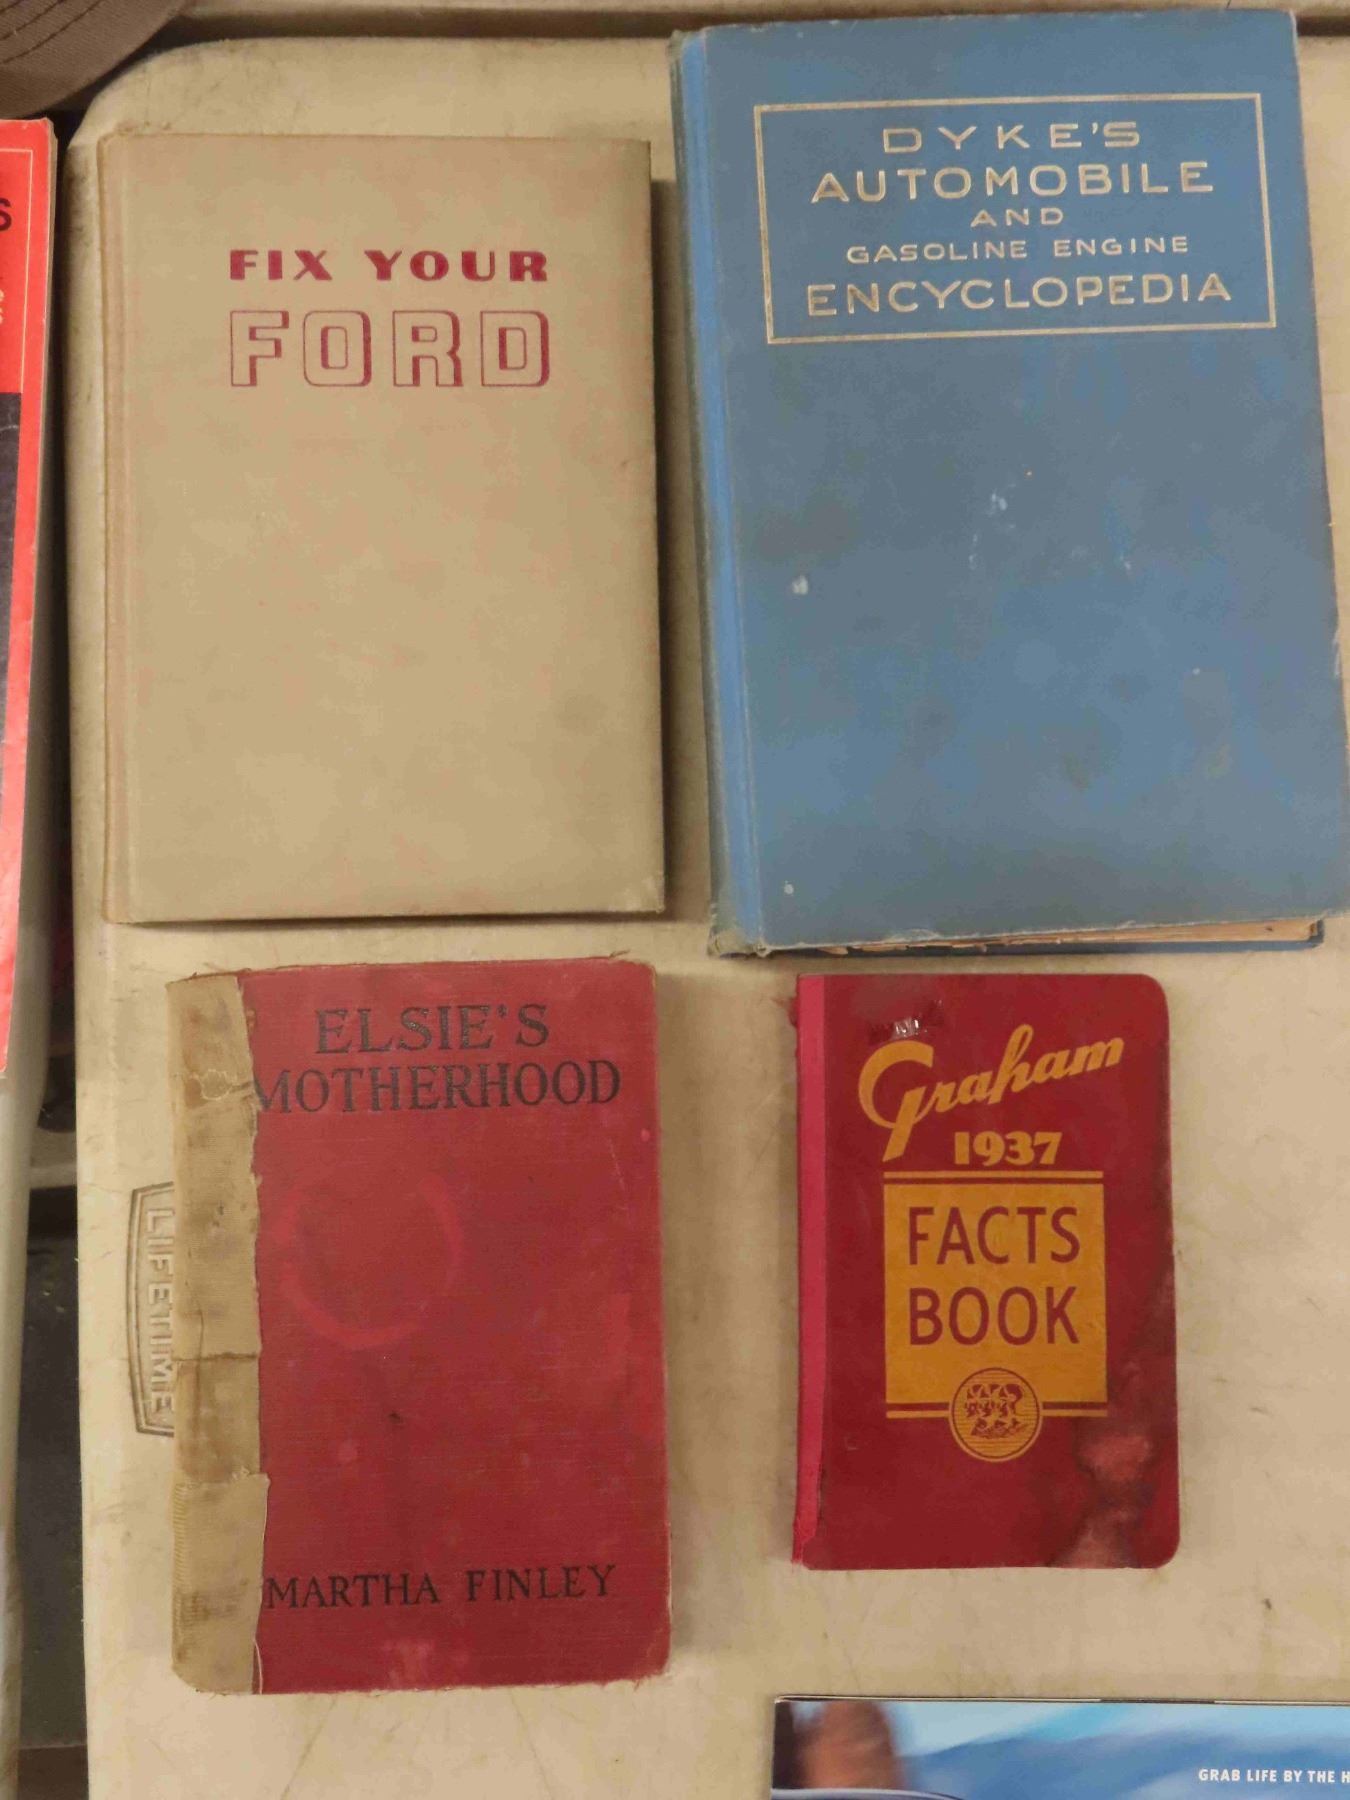 FIX YOUR
FORD
DYKE'S
AUTOMOBILE
AND
GASOLINE ENGINE
ENCYCLOPEDIA
ELSIE'S
MOTHERHOOD
MARTHA FINLEY
Graham
1937
FACTS
BOOK
LIFETIME
S
GRAB LIFE BY THE H